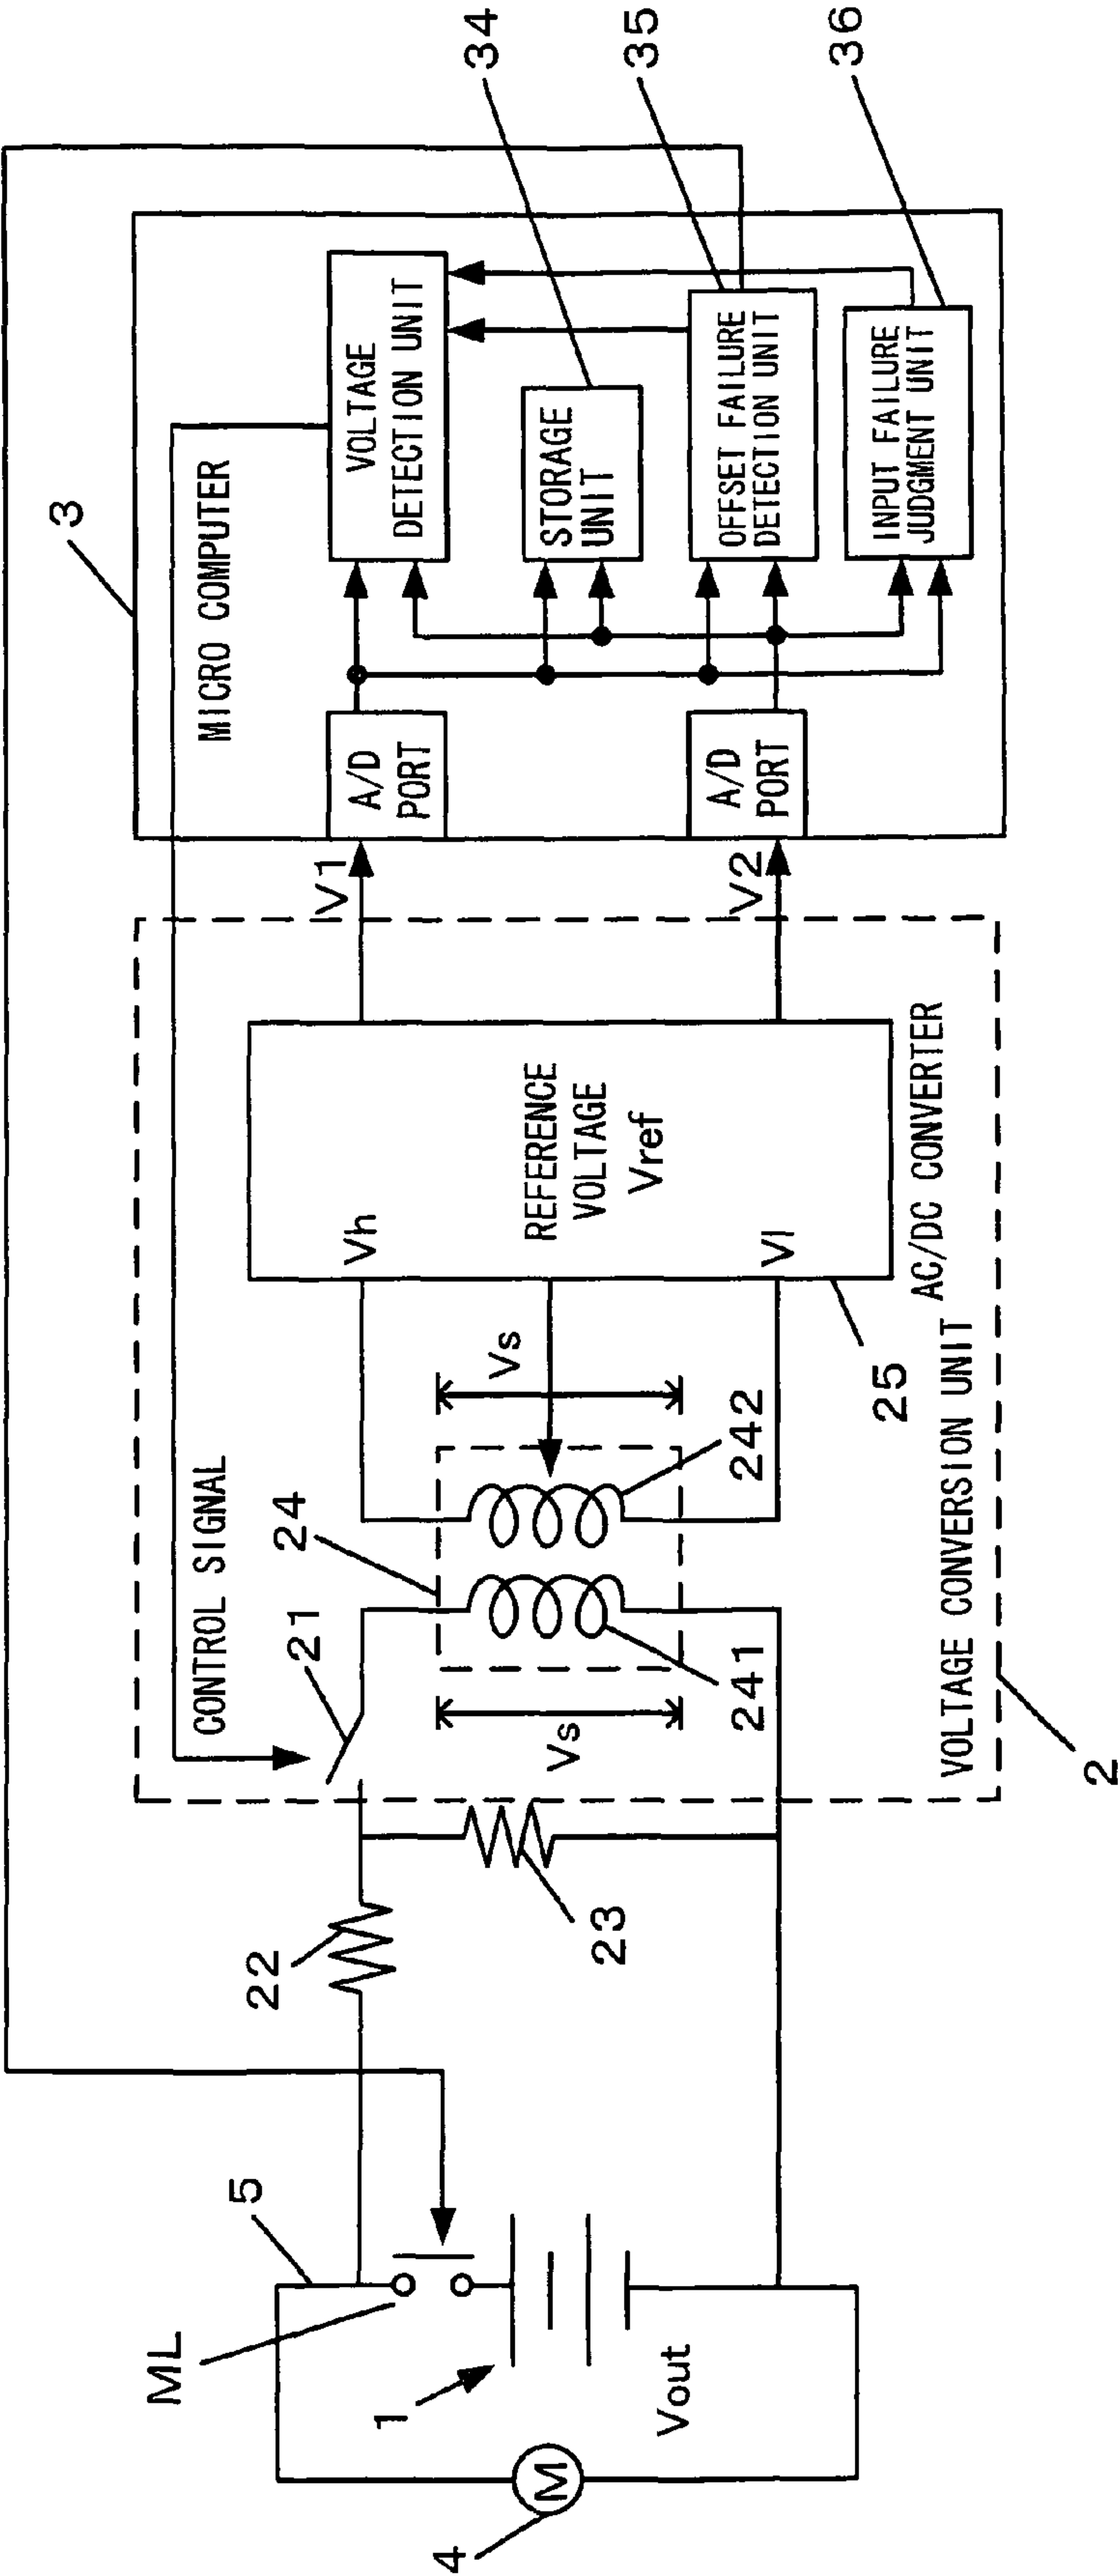 3
34
35
36
MICRO COMPUTER
VOLTAGE
DETECTION UNIT
STORAGE
UNIT
OFFSET FAILURE
DETECTION UNIT
INPUT FAILURE
JUDGMENT UNIT
A/D
PORT
A/D
PORT
V1
V2
CONTROL SIGNAL
21
24
Vs
241
Vs
242
Vh
REFERENCE
VOLTAGE
Vref
Vl
25
AC/DC CONVERTER
VOLTAGE CONVERSION UNIT
2
22
23
5
ML
1
Vout
M
4